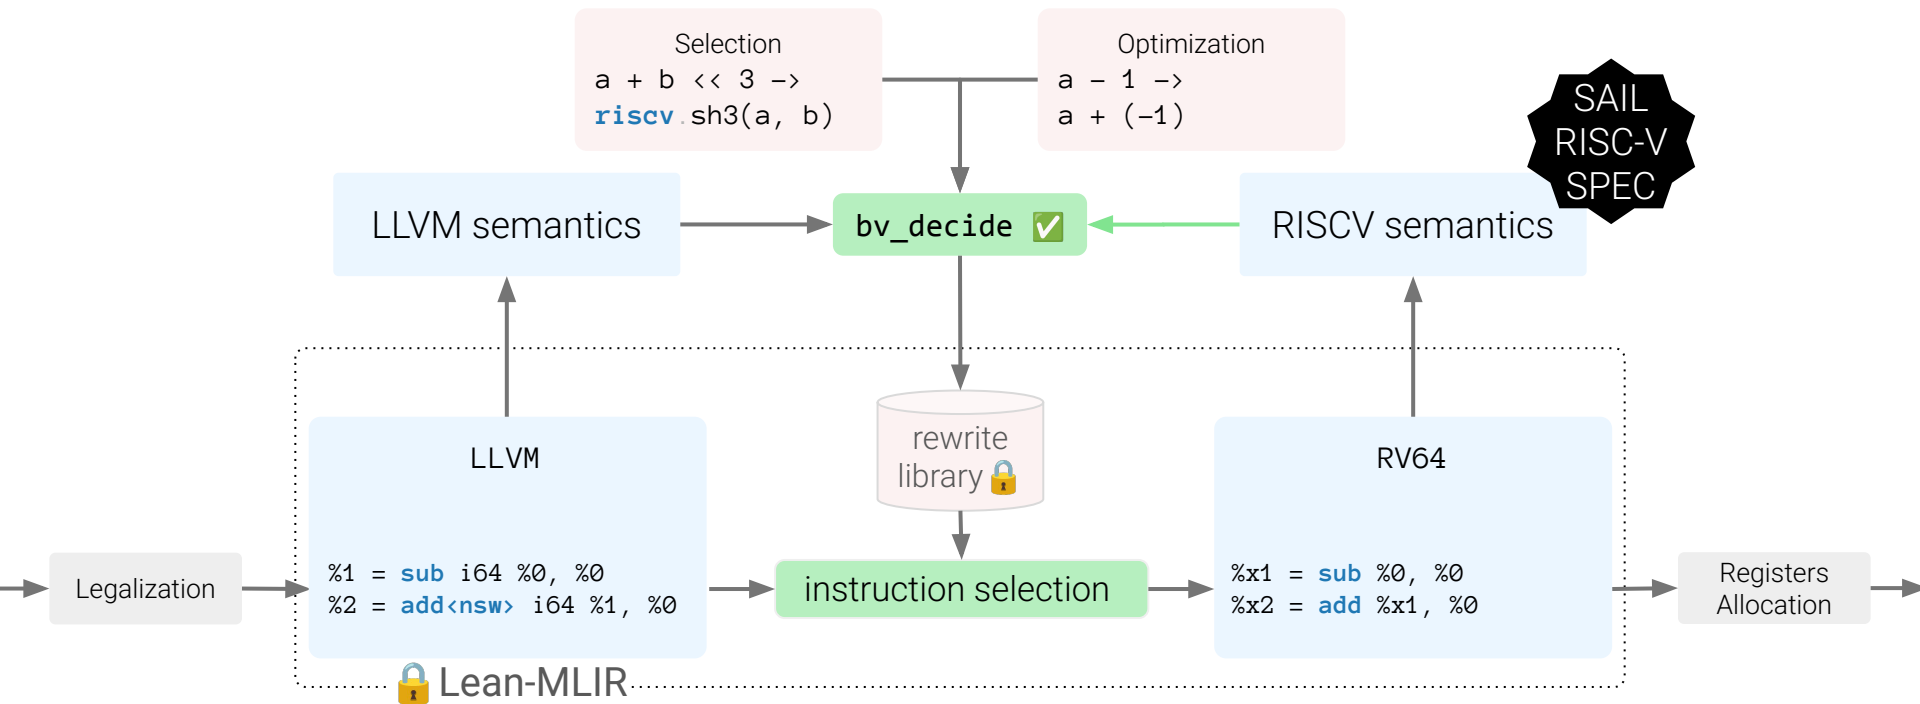 Selection
a + b << 3 ->
riscv.sh3(a, b)
Optimization
a - 1 ->
a + (-1)
SAIL
RISC-V
SPEC
LLVM semantics
bv_decide ✅
RISCV semantics
rewrite
library🔒
LLVM
%1 = sub i64 %0, %0
%2 = add<nsw> i64 %1, %0
RV64
%x1 = sub %0, %0
%x2 = add %x1, %0
Legalization
instruction selection
Registers
Allocation
🔒Lean-MLIR